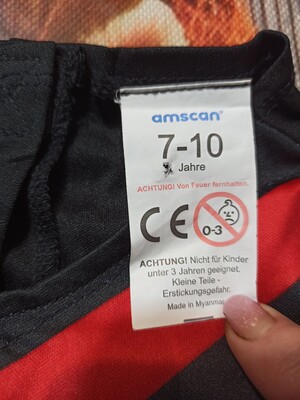 amscan®
7-10
Jahre
ACHTUNG! Von Feuer fernhalten.
CE
0-3
ACHTUNG! Nicht für Kinder
unter 3 Jahren geeignet,
Kleine Teile -
Erstickungsgefahr.
Made in Myanmar